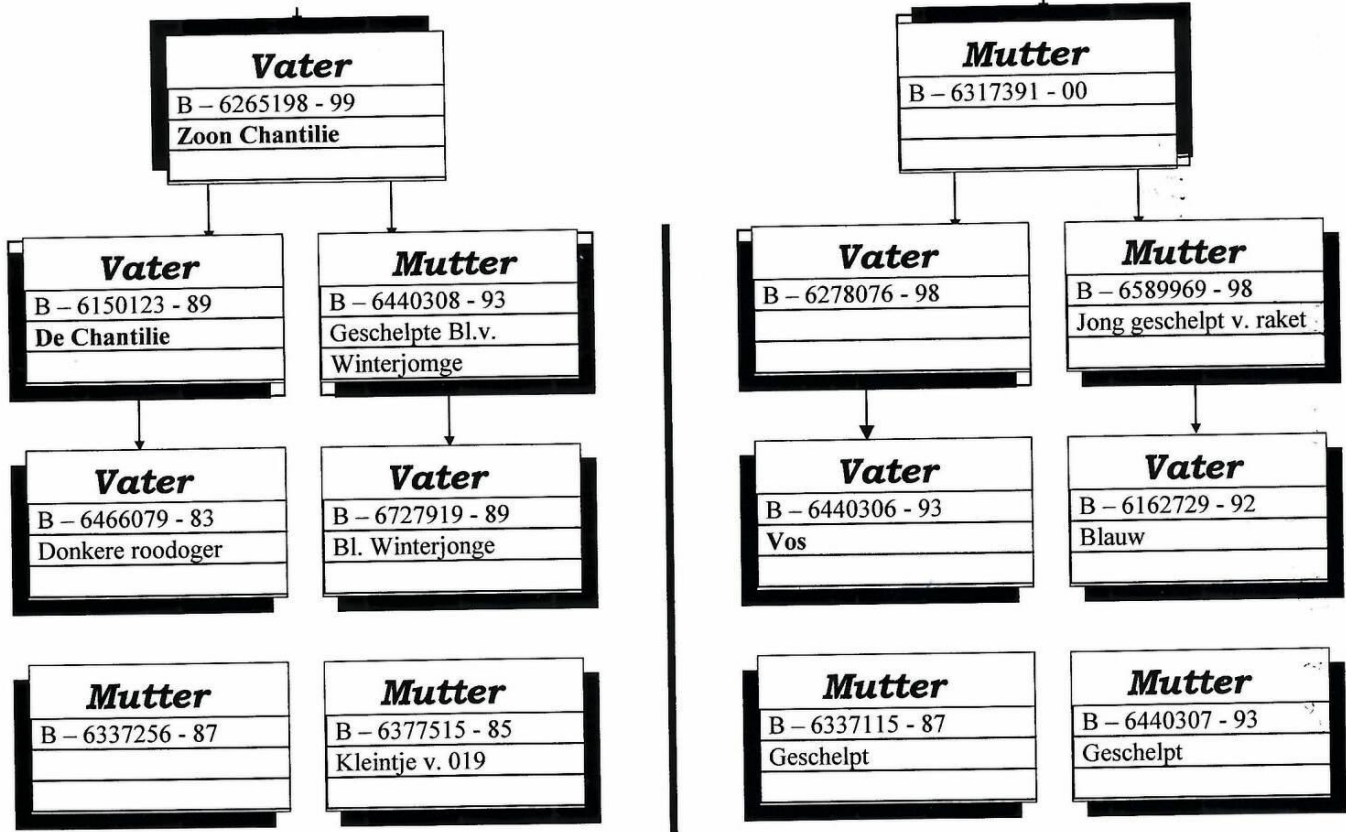 Vater
B – 6265198 - 99
Zoon Chantilie
Mutter
B – 6317391 - 00
Vater
B – 6150123 - 89
De Chantilie
Mutter
B – 6440308 - 93
Geschelpte Bl.v.
Winterjomge
Vater
B – 6278076 - 98
Mutter
B – 6589969 - 98
Jong geschelpt v. raket
Vater
B – 6466079 - 83
Donkere roodoger
Vater
B – 6727919 - 89
Bl. Winterjonge
Vater
B – 6440306 - 93
Vos
Vater
B – 6162729 - 92
Blauw
Mutter
B – 6337256 - 87
Mutter
B – 6377515 - 85
Kleintje v. 019
Mutter
B – 6337115 - 87
Geschelpt
Mutter
B – 6440307 - 93
Geschelpt